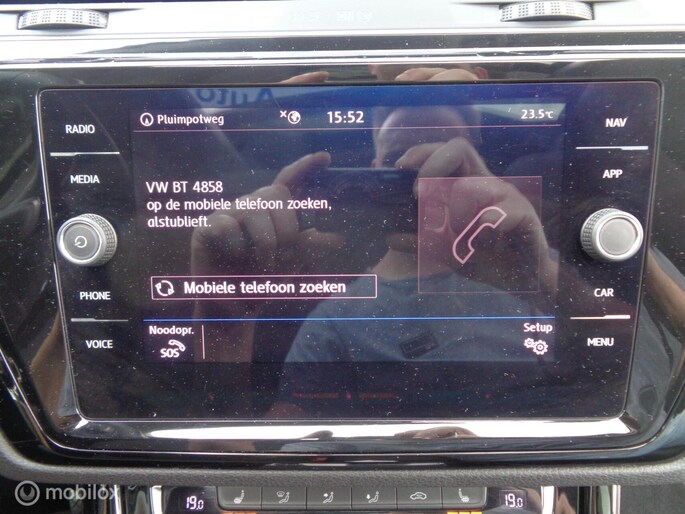 RADIO
MEDIA
PHONE
VOICE
Pluimpotweg
15:52
23.5°C
VW BT 4858
op de mobiele telefoon zoeken,
alstublieft.
Mobiele telefoon zoeken
Noodopr.
SOS
Setup
NAV
APP
CAR
MENU
Auto
19.0
19.0
mobilox